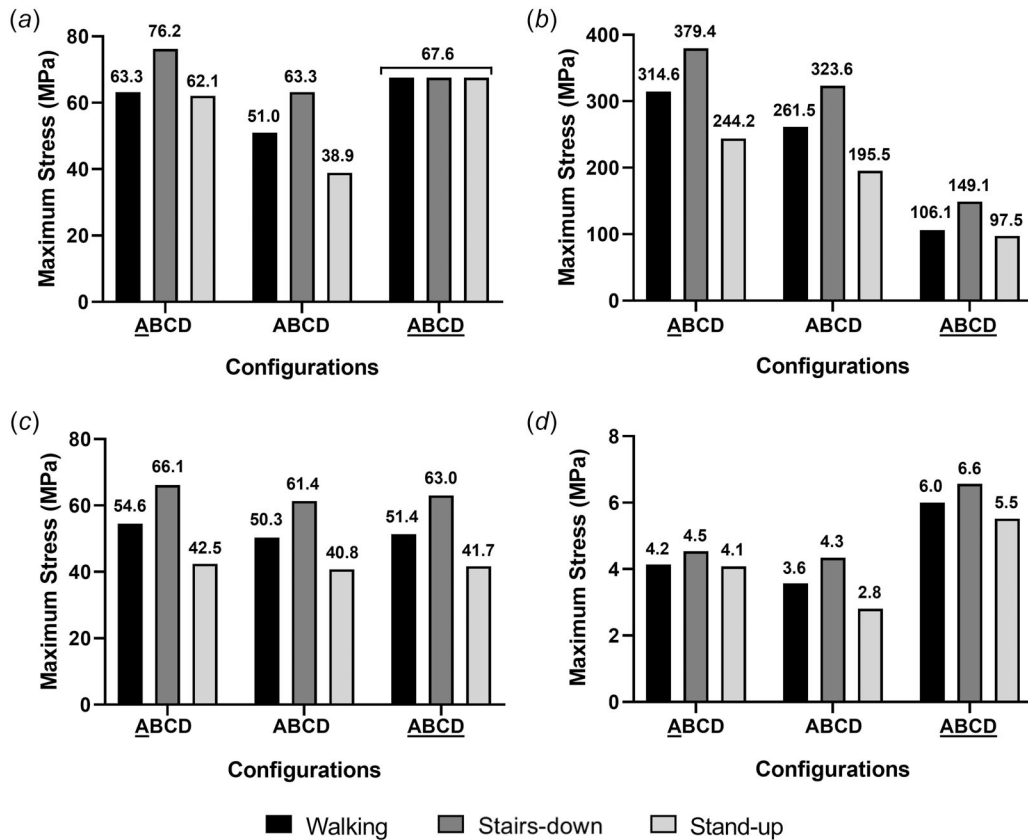 (a)
Maximum Stress (MPa)
80
60
40
20
0
63.3 76.2 62.1
51.0 63.3 38.9
67.6
ABCD ABCD ABCD
Configurations
(b)
Maximum Stress (MPa)
400
300
200
100
0
314.6 379.4 244.2
261.5 323.6 195.5
106.1 149.1 97.5
ABCD ABCD ABCD
Configurations
(c)
Maximum Stress (MPa)
80
60
40
20
0
54.6 66.1 42.5
50.3 61.4 40.8
51.4 63.0 41.7
ABCD ABCD ABCD
Configurations
(d)
Maximum Stress (MPa)
8
6
4
2
0
4.2 4.5 4.1
3.6 4.3 2.8
6.0 6.6 5.5
ABCD ABCD ABCD
Configurations
Walking Stairs-down Stand-up